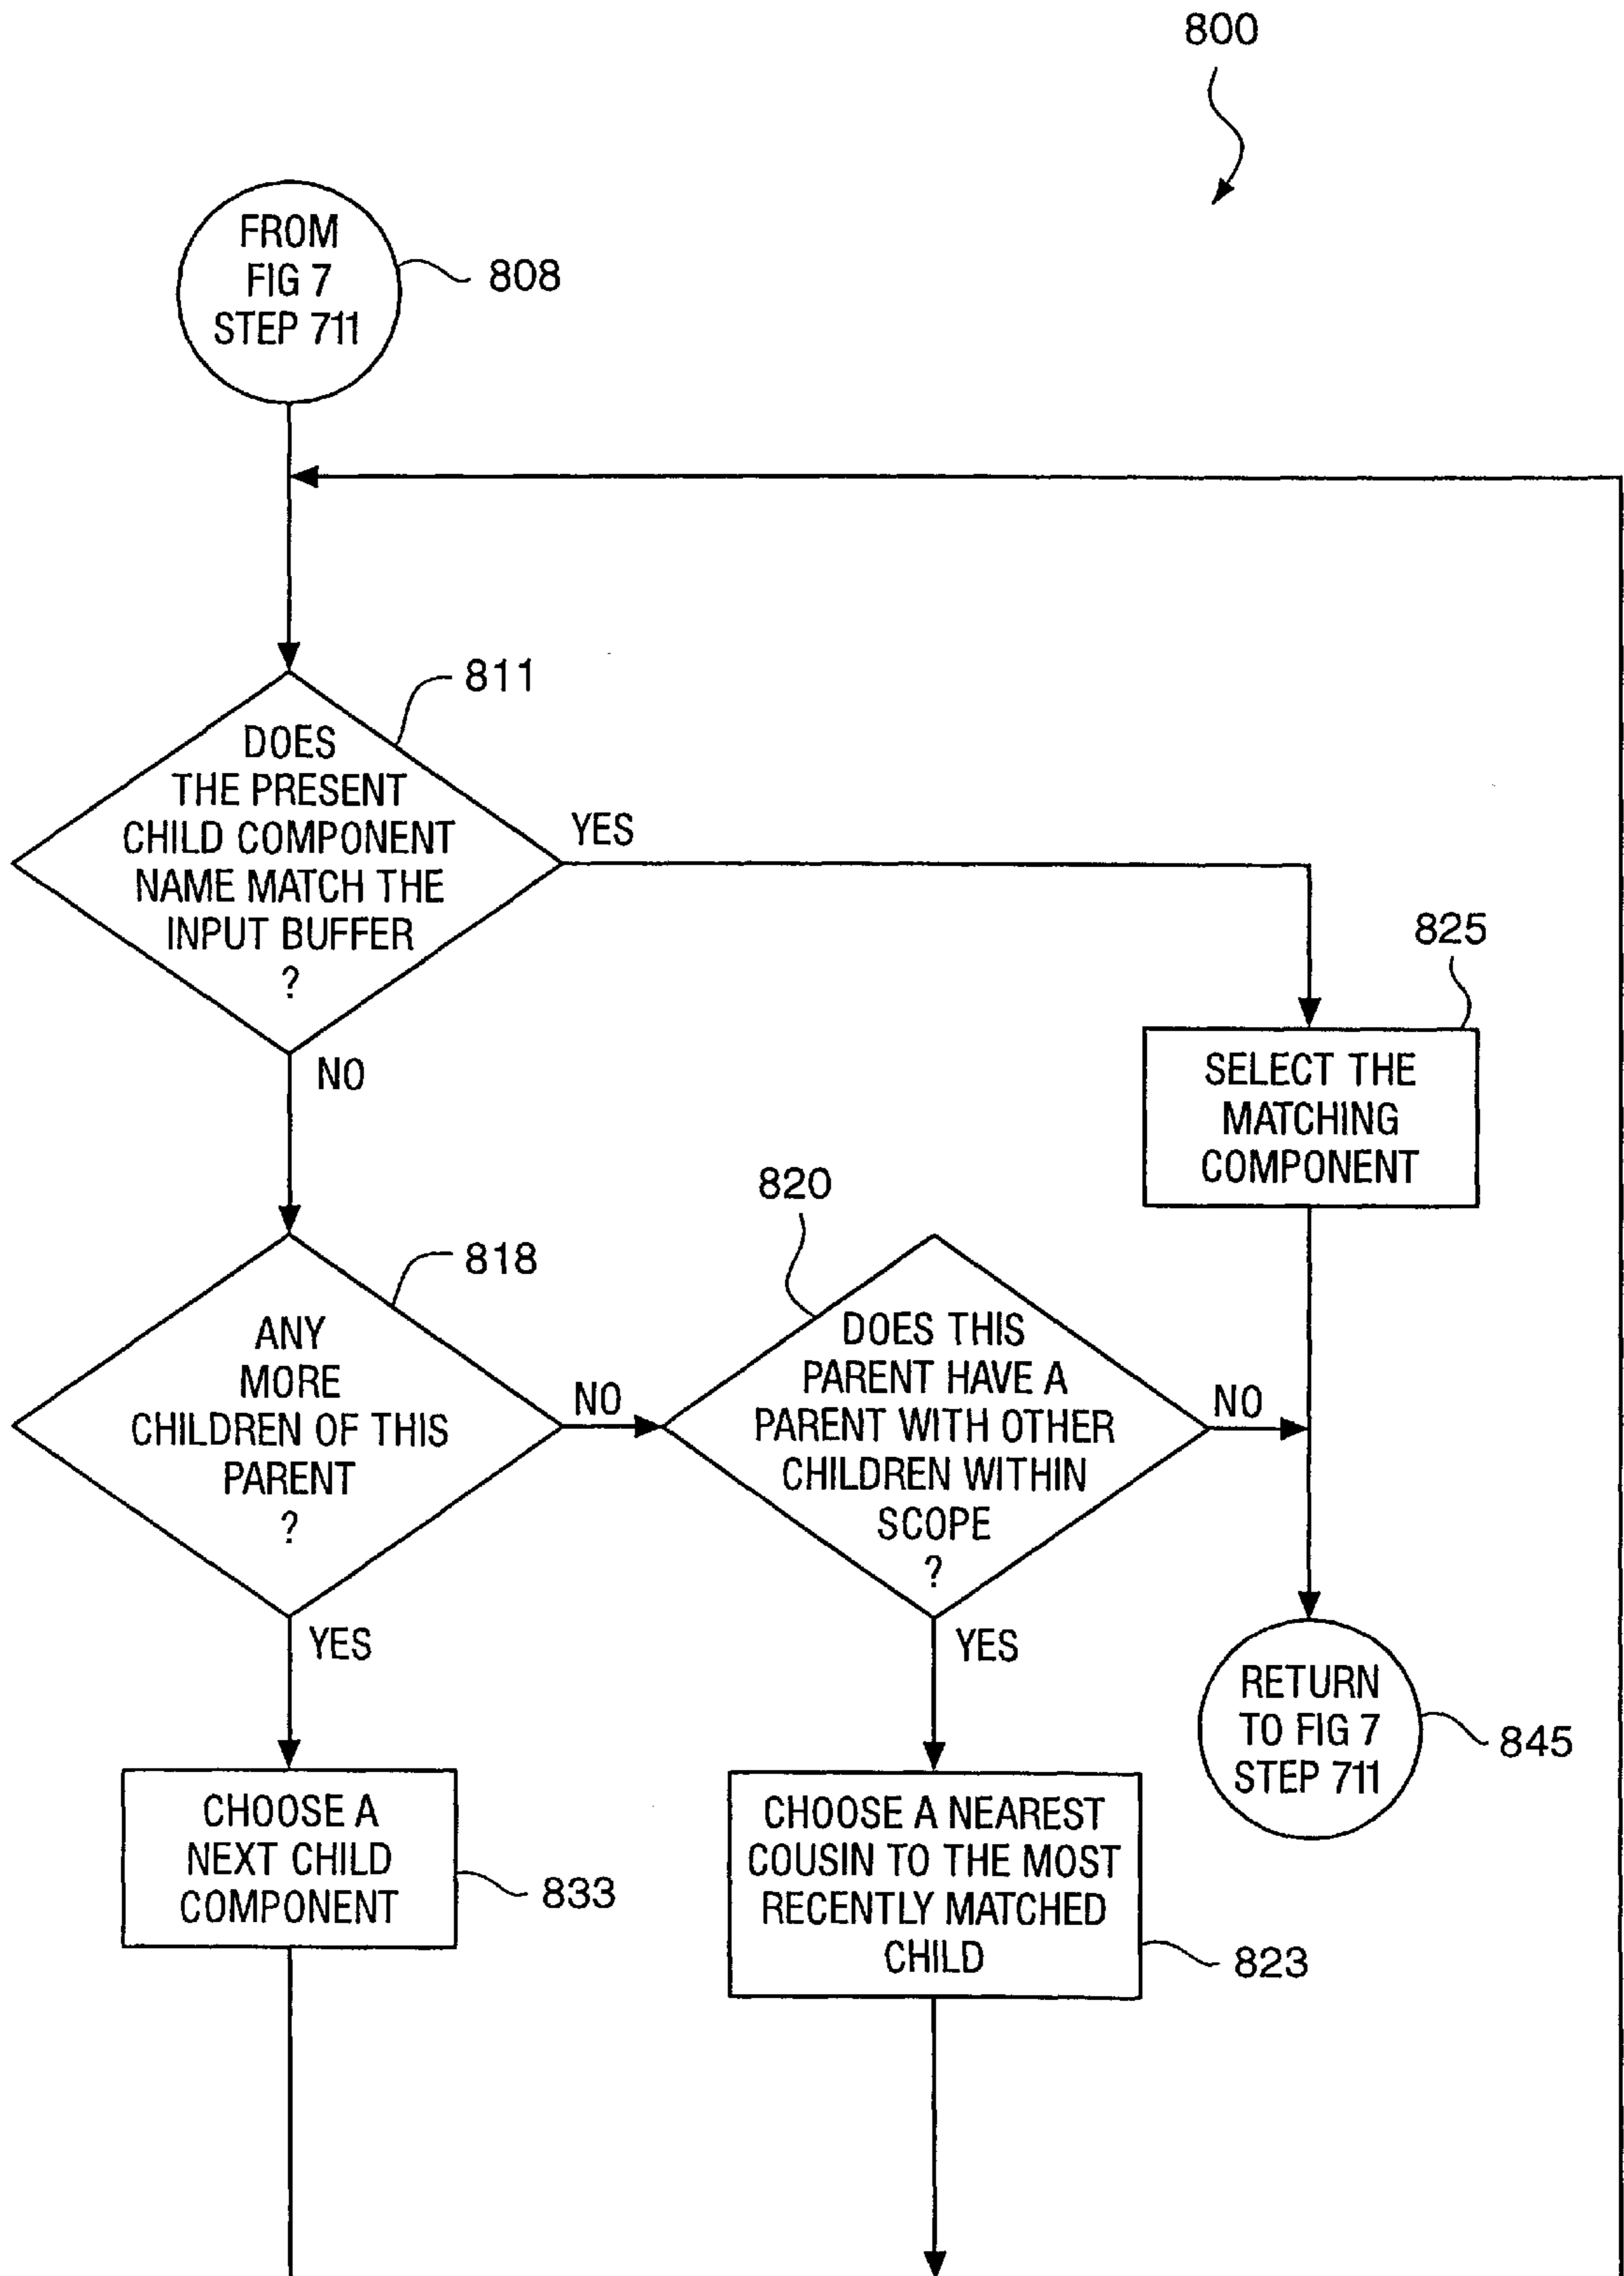 800
FROM
FIG 7
STEP 711
808
811
DOES
THE PRESENT
CHILD COMPONENT
NAME MATCH THE
INPUT BUFFER
?
YES
NO
825
SELECT THE
MATCHING
COMPONENT
818
ANY
MORE
CHILDREN OF THIS
PARENT
?
NO
YES
820
DOES THIS
PARENT HAVE A
PARENT WITH OTHER
CHILDREN WITHIN
SCOPE
?
NO
YES
RETURN
TO FIG 7
STEP 711
845
CHOOSE A
NEXT CHILD
COMPONENT
833
CHOOSE A NEAREST
COUSIN TO THE MOST
RECENTLY MATCHED
CHILD
823